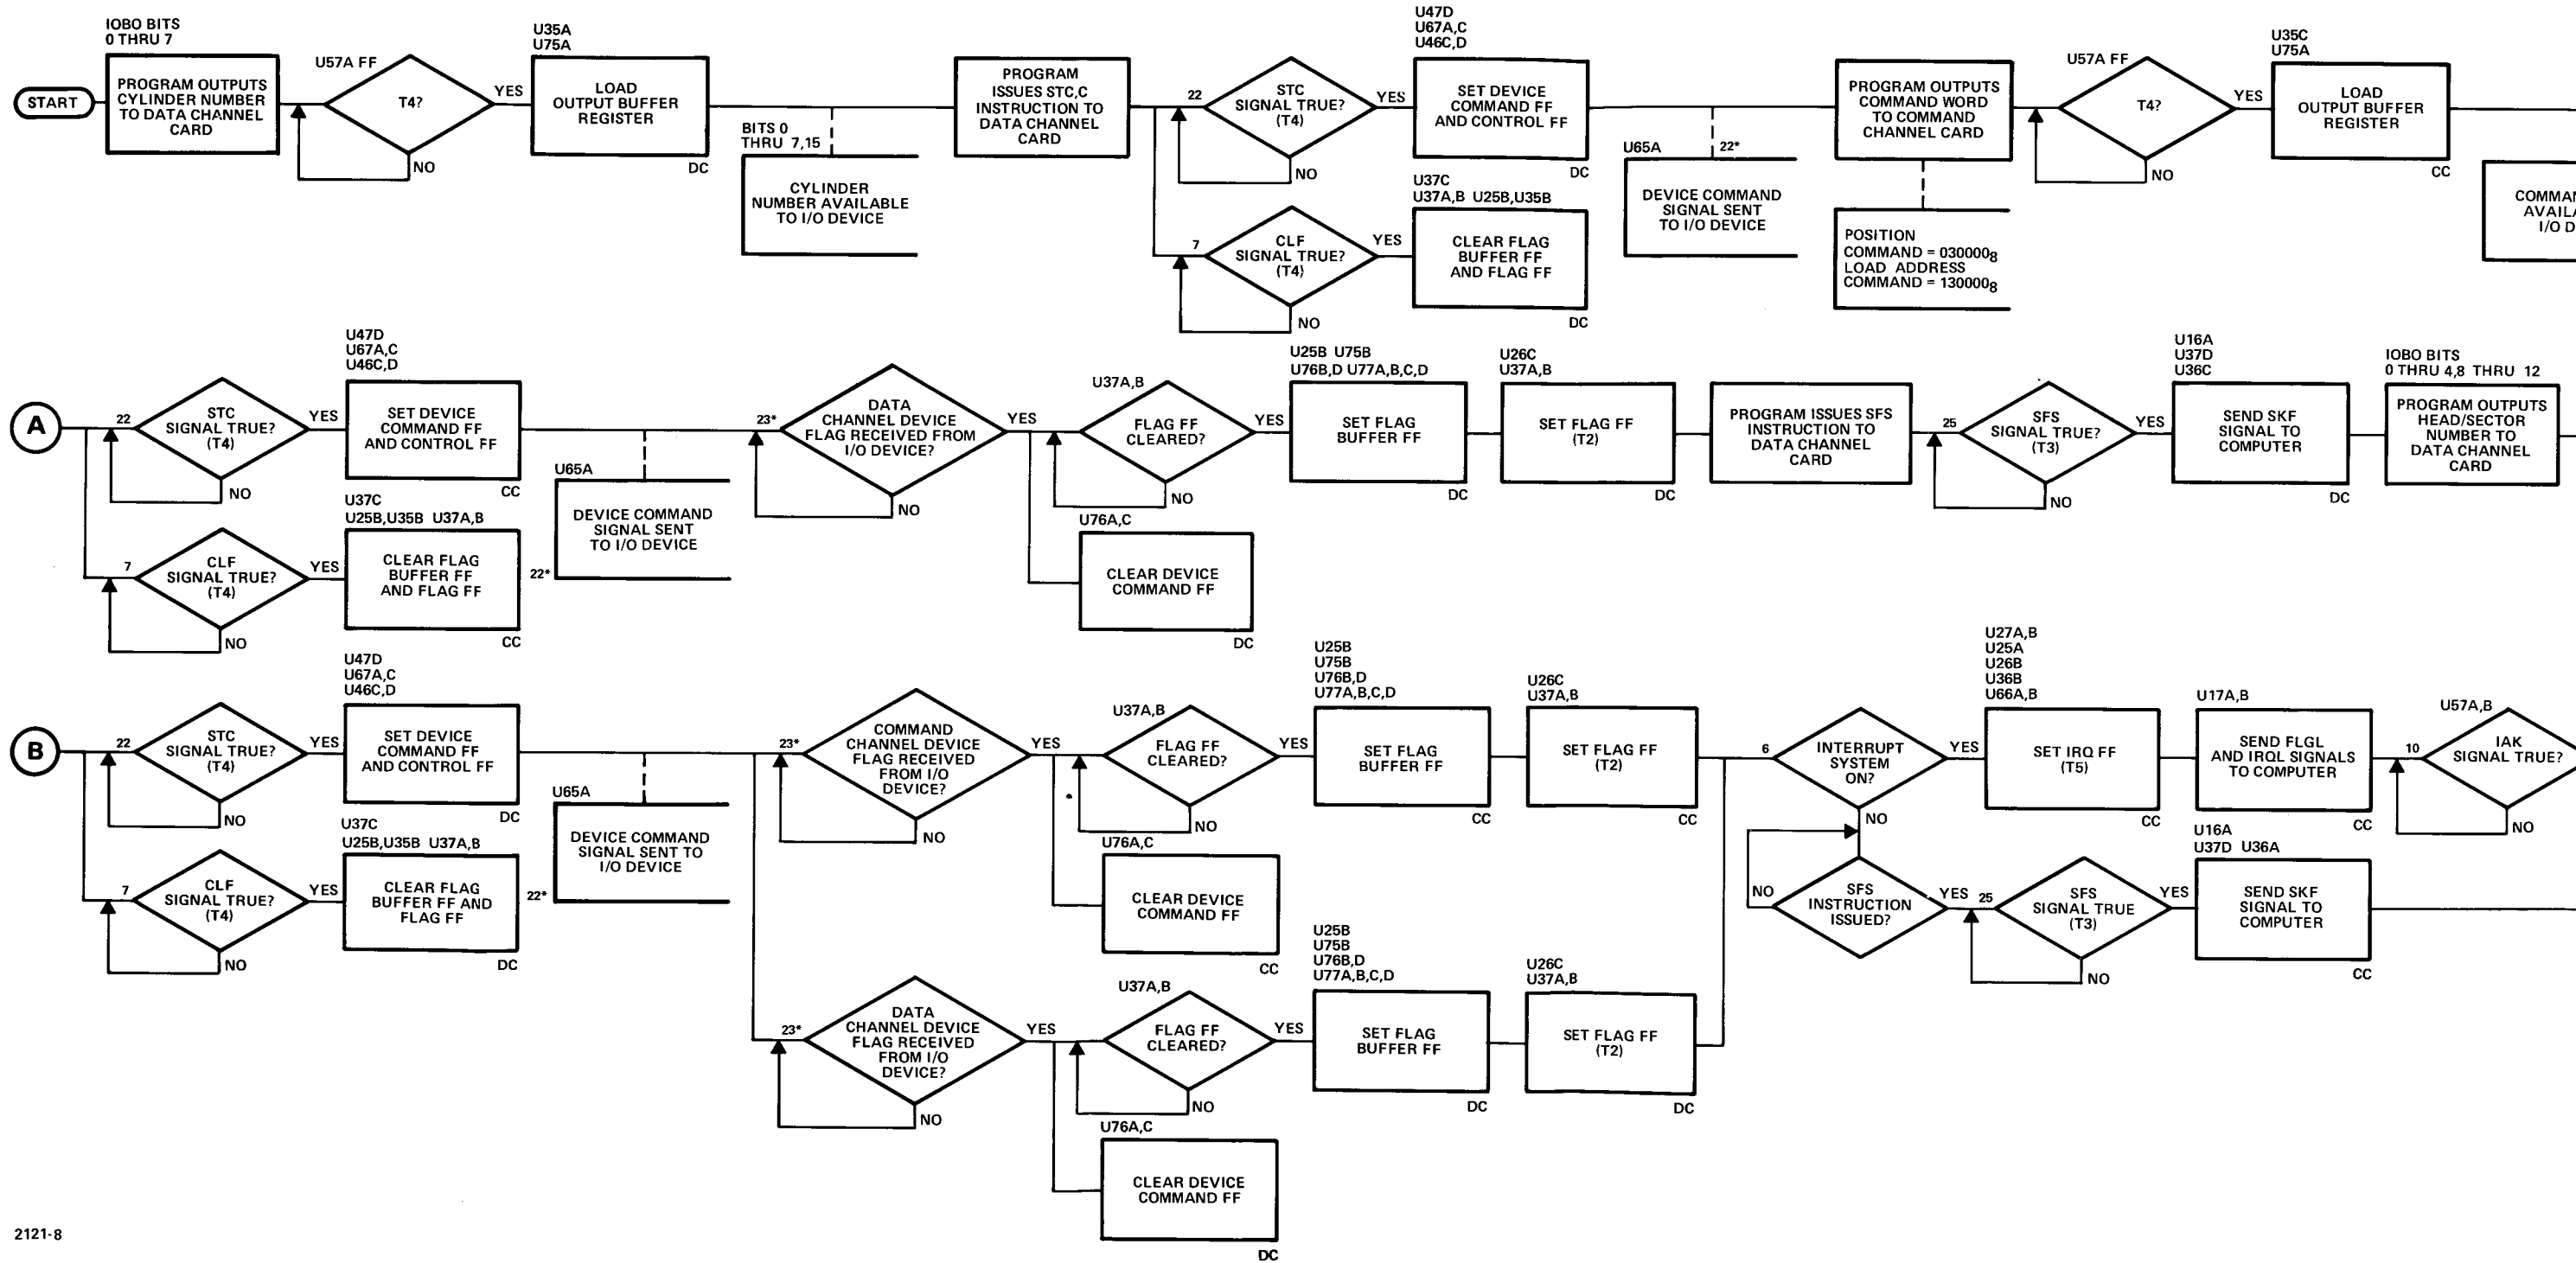 START
IOBO BITS
0 THRU 7
PROGRAM OUTPUTS
CYLINDER NUMBER
TO DATA CHANNEL
CARD
U57A FF
T4?
YES
NO
U35A
U75A
LOAD
OUTPUT BUFFER
REGISTER
DC
BITS 0
THRU 7,15
CYLINDER
NUMBER AVAILABLE
TO I/O DEVICE
PROGRAM
ISSUES STC,C
INSTRUCTION TO
DATA CHANNEL
CARD
22
STC
SIGNAL TRUE?
(T4)
YES
NO
U47D
U67A,C
U46C,D
SET DEVICE
COMMAND FF
AND CONTROL FF
DC
7
CLF
SIGNAL TRUE?
(T4)
YES
NO
U37C
U37A,B U25B,U35B
CLEAR FLAG
BUFFER FF
AND FLAG FF
DC
U65A
22*
DEVICE COMMAND
SIGNAL SENT
TO I/O DEVICE
PROGRAM OUTPUTS
COMMAND WORD
TO COMMAND
CHANNEL CARD
POSITION
COMMAND = 030000₈
LOAD ADDRESS
COMMAND = 130000₈
U57A FF
T4?
YES
NO
U35C
U75A
LOAD
OUTPUT BUFFER
REGISTER
CC
COMMAN
AVAILA
I/O D
A
22
STC
SIGNAL TRUE?
(T4)
YES
NO
U47D
U67A,C
U46C,D
SET DEVICE
COMMAND FF
AND CONTROL FF
CC
7
CLF
SIGNAL TRUE?
(T4)
YES
NO
U37C
U25B,U35B U37A,B
CLEAR FLAG
BUFFER FF
AND FLAG FF
CC
U65A
22*
DEVICE COMMAND
SIGNAL SENT
TO I/O DEVICE
23*
DATA
CHANNEL DEVICE
FLAG RECEIVED FROM
I/O DEVICE?
YES
NO
U37A,B
FLAG FF
CLEARED?
YES
NO
U76A,C
CLEAR DEVICE
COMMAND FF
DC
U25B U75B
U76B,D U77A,B,C,D
SET FLAG
BUFFER FF
DC
U26C
U37A,B
SET FLAG FF
(T2)
DC
PROGRAM ISSUES SFS
INSTRUCTION TO
DATA CHANNEL
CARD
25
SFS
SIGNAL TRUE?
(T3)
YES
NO
U16A
U37D
U36C
SEND SKF
SIGNAL TO
COMPUTER
DC
IOBO BITS
0 THRU 4,8 THRU 12
PROGRAM OUTPUTS
HEAD/SECTOR
NUMBER TO
DATA CHANNEL
CARD
B
22
STC
SIGNAL TRUE?
(T4)
YES
NO
U47D
U67A,C
U46C,D
SET DEVICE
COMMAND FF
AND CONTROL FF
DC
7
CLF
SIGNAL TRUE?
(T4)
YES
NO
U37C
U25B,U35B U37A,B
CLEAR FLAG
BUFFER FF AND
FLAG FF
DC
U65A
22*
DEVICE COMMAND
SIGNAL SENT TO
I/O DEVICE
23*
COMMAND
CHANNEL DEVICE
FLAG RECEIVED
FROM I/O
DEVICE?
YES
NO
U37A,B
FLAG FF
CLEARED?
YES
NO
U76A,C
CLEAR DEVICE
COMMAND FF
CC
U25B
U75B
U76B,D
U77A,B,C,D
SET FLAG
BUFFER FF
CC
U26C
U37A,B
SET FLAG FF
(T2)
CC
6
INTERRUPT
SYSTEM
ON?
YES
NO
U27A,B
U25A
U26B
U36B
U66A,B
SET IRQ FF
(T5)
CC
U17A,B
SEND FLGL
AND IRQL SIGNALS
TO COMPUTER
CC
U57A,B
10
IAK
SIGNAL TRUE?
NO
SFS
INSTRUCTION
ISSUED?
NO
YES
25
SFS
SIGNAL TRUE
(T3)
YES
NO
U16A
U37D U36A
SEND SKF
SIGNAL TO
COMPUTER
CC
23*
DATA
CHANNEL DEVICE
FLAG RECEIVED
FROM I/O
DEVICE?
YES
NO
U37A,B
FLAG FF
CLEARED?
YES
NO
U76A,C
CLEAR DEVICE
COMMAND FF
DC
U25B
U75B
U76B,D
U77A,B,C,D
SET FLAG
BUFFER FF
DC
U26C
U37A,B
SET FLAG FF
(T2)
DC
2121-8